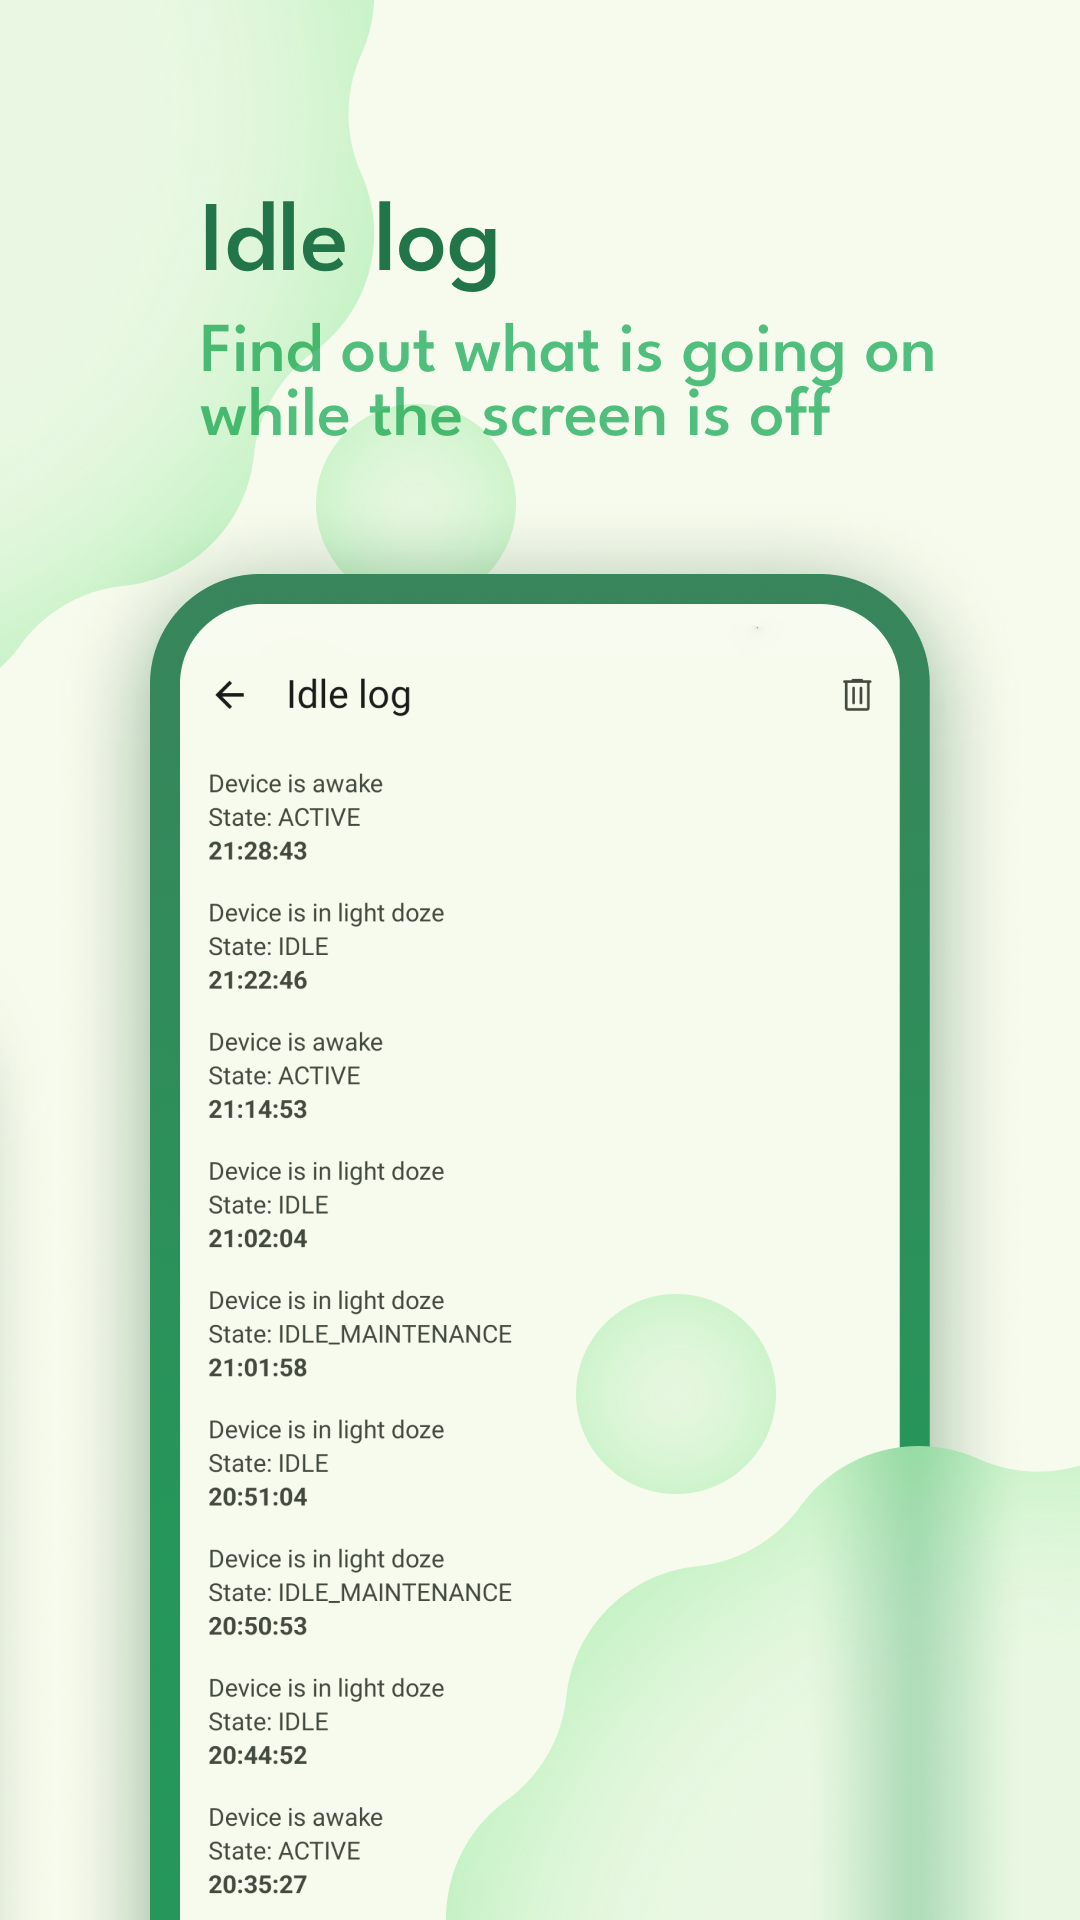 Idle log
Find out what is going on
while the screen is off
Idle log
Device is awake
State: ACTIVE
21:28:43
Device is in light doze
State: IDLE
21:22:46
Device is awake
State: ACTIVE
21:14:53
Device is in light doze
State: IDLE
21:02:04
Device is in light doze
State: IDLE_MAINTENANCE
21:01:58
Device is in light doze
State: IDLE
20:51:04
Device is in light doze
State: IDLE_MAINTENANCE
20:50:53
Device is in light doze
State: IDLE
20:44:52
Device is awake
State: ACTIVE
20:35:27